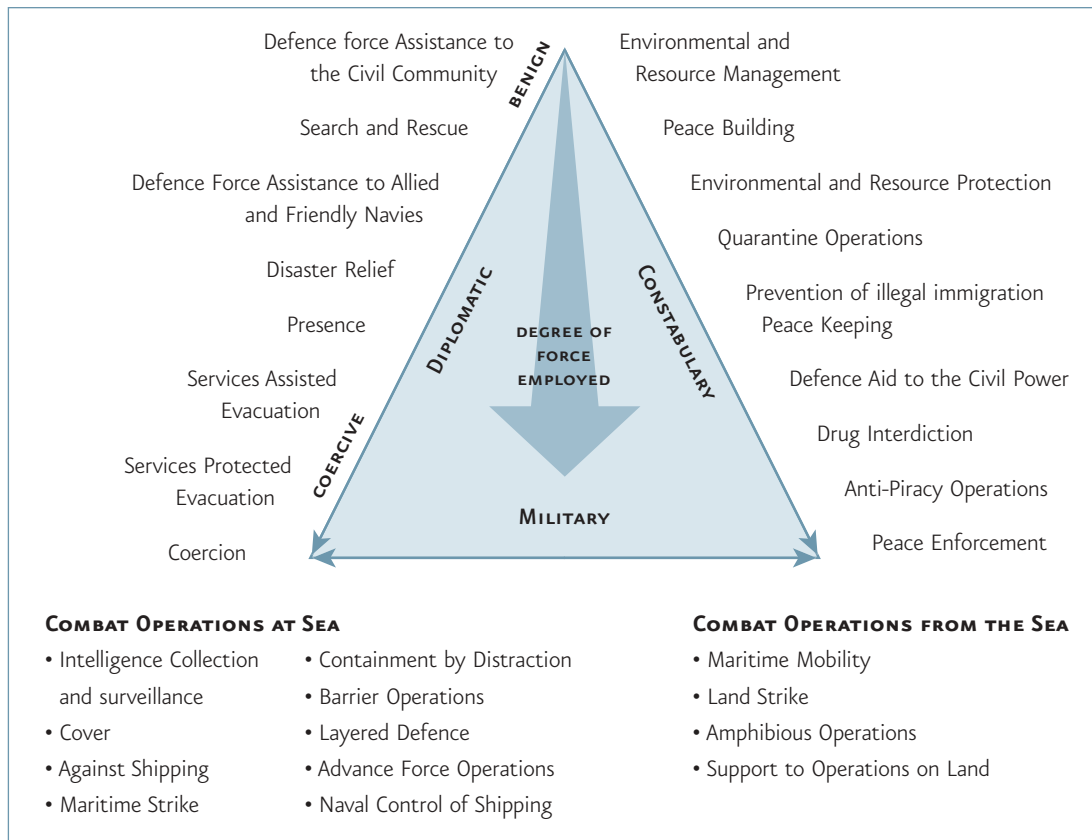 Defence force Assistance to
the Civil Community
Search and Rescue
Defence Force Assistance to Allied
and Friendly Navies
Disaster Relief
Presence
Services Assisted
Evacuation
Services Protected
Evacuation
Coercion
BENIGN
DIPLOMATIC
COERCIVE
DEGREE OF
FORCE
EMPLOYED
MILITARY
CONSTABULARY
Environmental and
Resource Management
Peace Building
Environmental and Resource Protection
Quarantine Operations
Prevention of illegal immigration
Peace Keeping
Defence Aid to the Civil Power
Drug Interdiction
Anti-Piracy Operations
Peace Enforcement
COMBAT OPERATIONS AT SEA
• Intelligence Collection
and surveillance
• Cover
• Against Shipping
• Maritime Strike
• Containment by Distraction
• Barrier Operations
• Layered Defence
• Advance Force Operations
• Naval Control of Shipping
COMBAT OPERATIONS FROM THE SEA
• Maritime Mobility
• Land Strike
• Amphibious Operations
• Support to Operations on Land